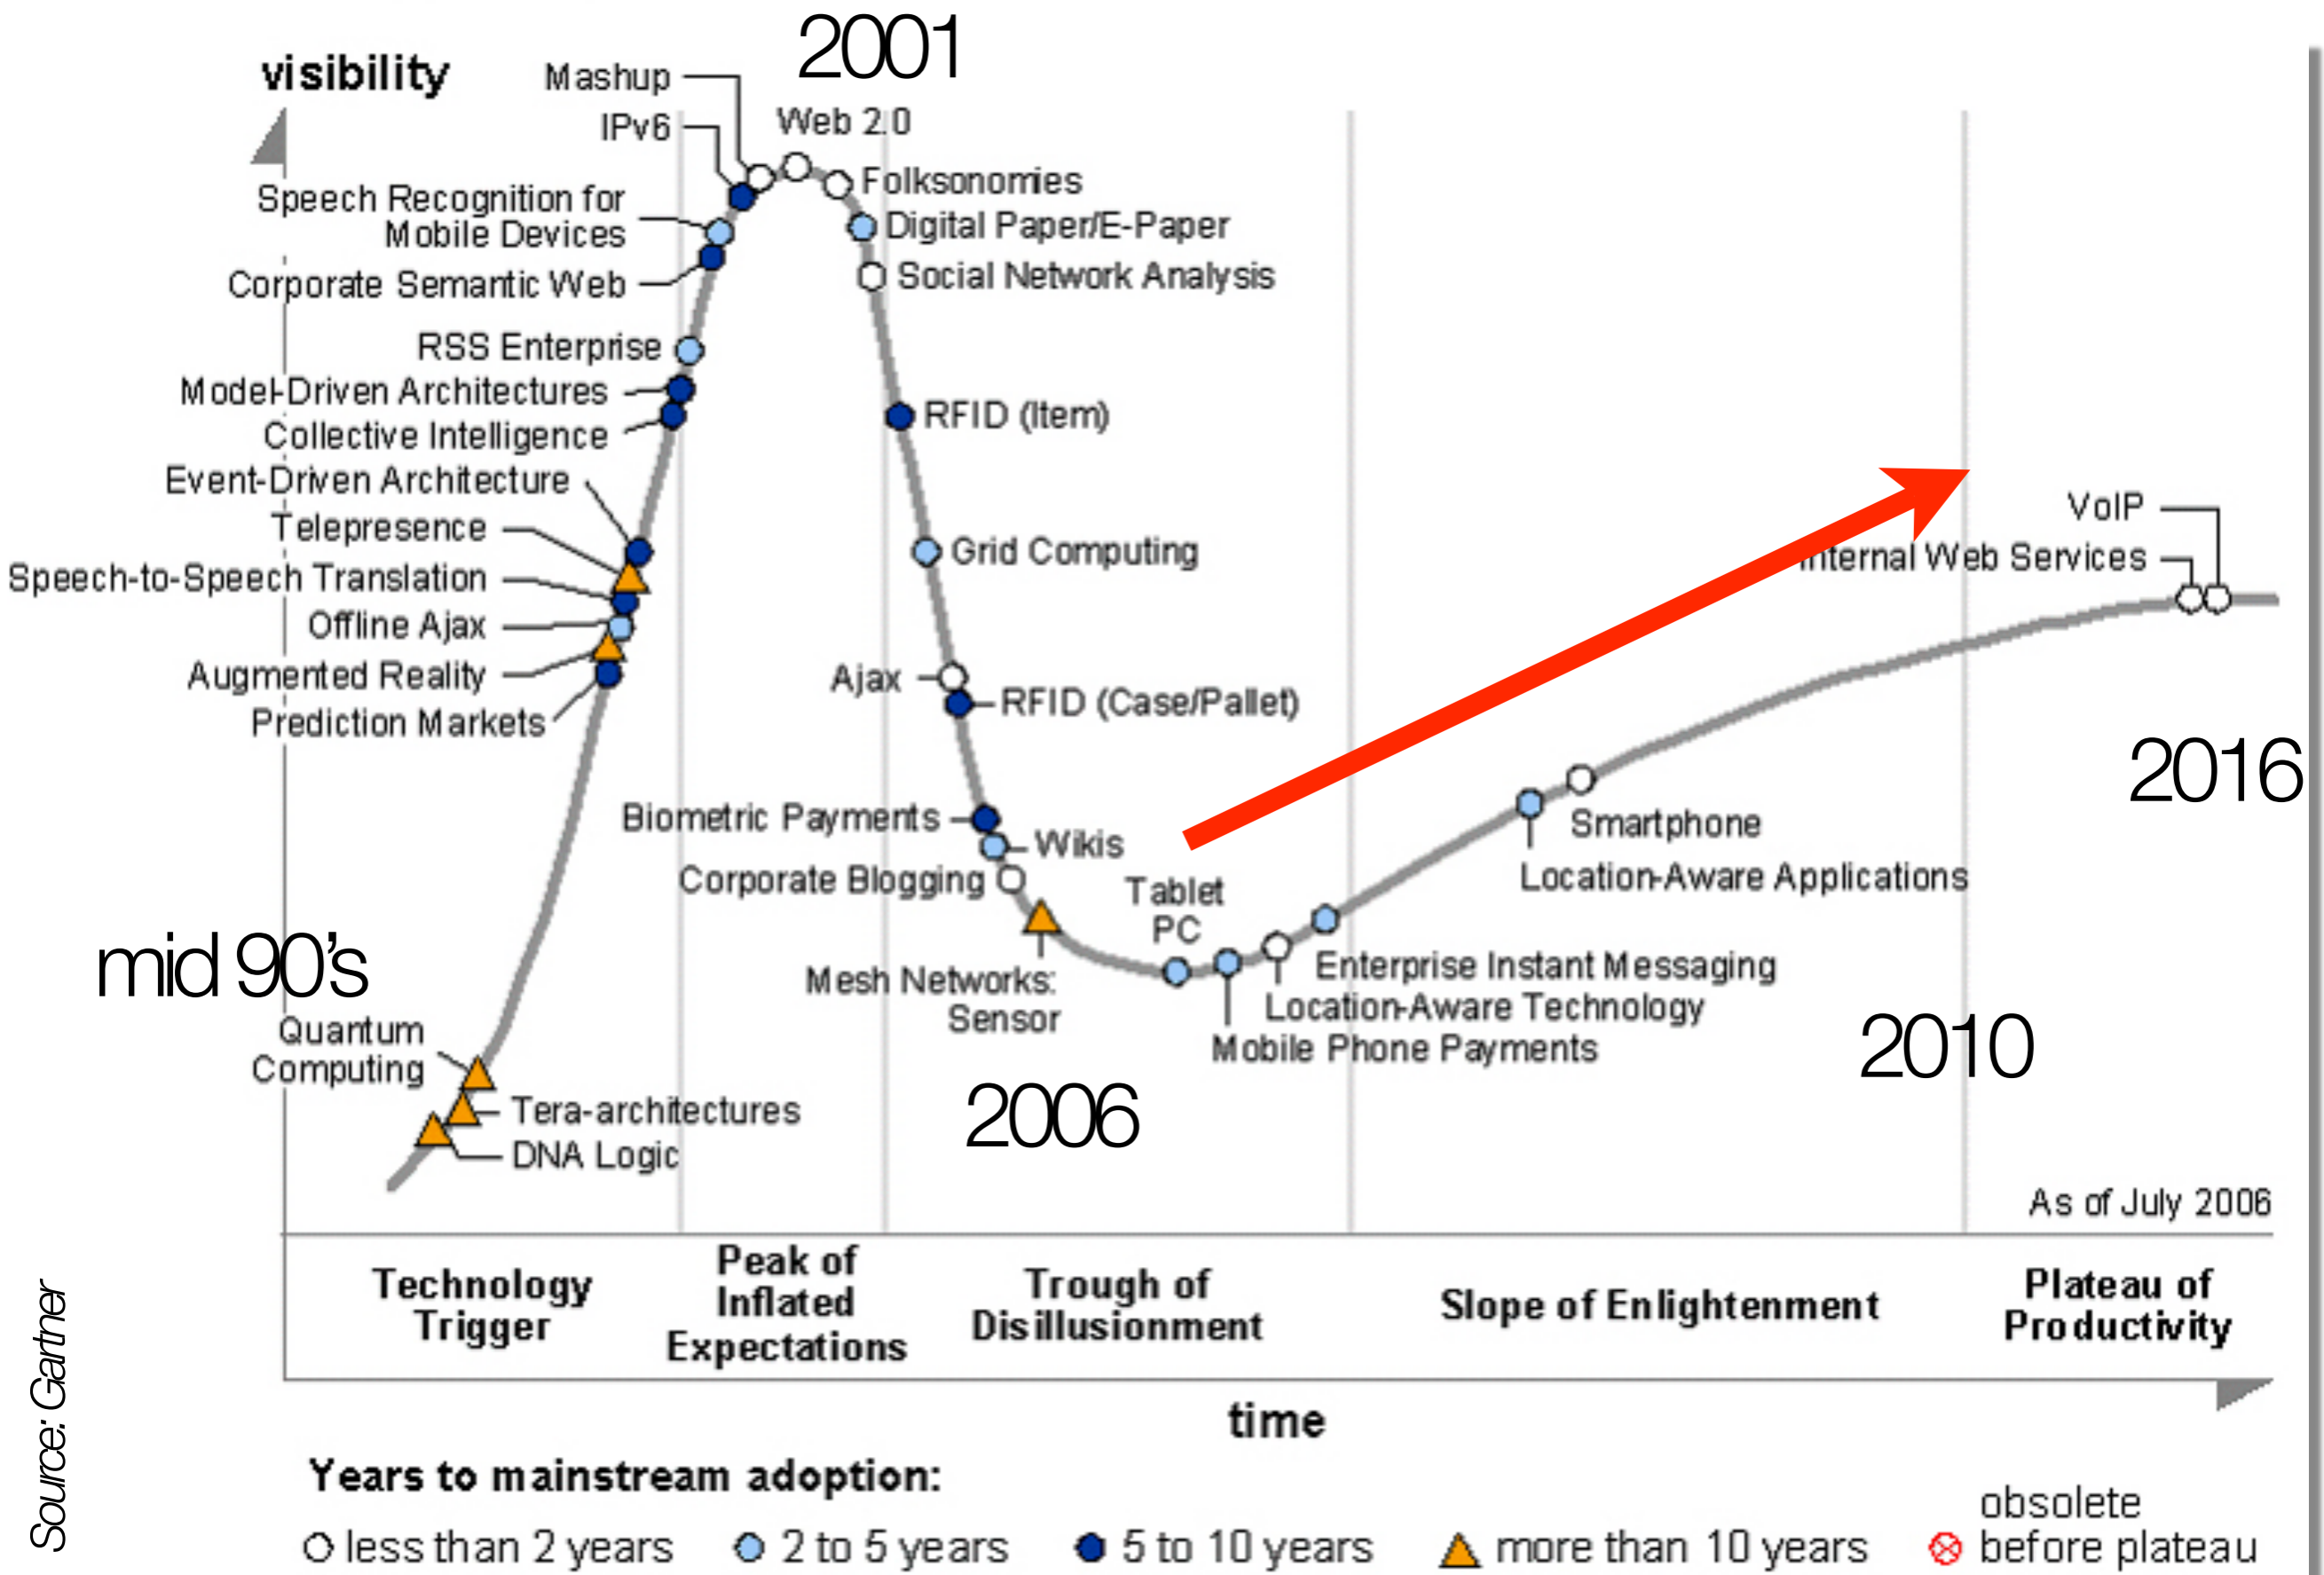 2001
visibility
Mashup
IPv6
Web 2.0
Folksonomies
Speech Recognition for
Mobile Devices
Digital Paper/E-Paper
Corporate Semantic Web
Social Network Analysis
RSS Enterprise
Model-Driven Architectures
Collective Intelligence
RFID (Item)
Event-Driven Architecture
Telepresence
Speech-to-Speech Translation
Offline Ajax
Augmented Reality
Prediction Markets
Grid Computing
VoIP
Internal Web Services
Ajax
RFID (Case/Pallet)
2016
Biometric Payments
Wikis
Corporate Blogging
Smartphone
Location-Aware Applications
Tablet
PC
mid 90's
Mesh Networks:
Sensor
Enterprise Instant Messaging
Location-Aware Technology
Mobile Phone Payments
Quantum
Computing
2010
Tera-architectures
DNA Logic
2006
As of July 2006
Technology
Trigger
Peak of
Inflated
Expectations
Trough of
Disillusionment
Slope of Enlightenment
Plateau of
Productivity
time
Source: Gartner
Years to mainstream adoption:
less than 2 years
2 to 5 years
5 to 10 years
more than 10 years
obsolete
before plateau